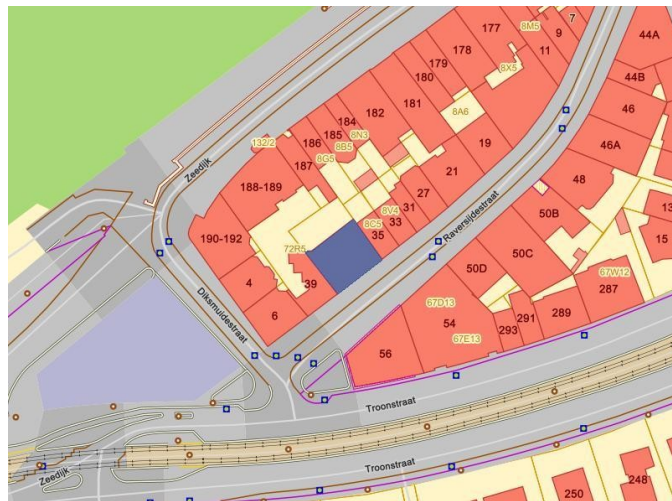 177
8M5
9
7
44A
178
11
179
8X5
44B
180
181
8A6
46
182
19
46A
184
8N3
185
8B5
132/2
186
8G5
187
21
48
Zeedijk
188-189
27
8V4
31
33
8C5
35
50B
13
15
190-192
72R5
Raversijdestraat
50C
50D
67W12
287
4
39
Diksmuidestraat
6
67D13
54
291
289
293
67E13
56
Troonstraat
Troonstraat
Zeedijk
250
248